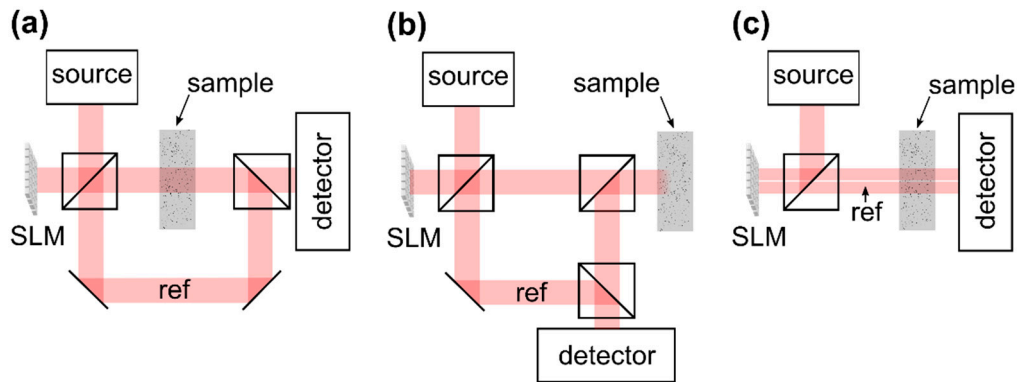 (a)
source
sample
SLM
detector
ref
(b)
source
sample
SLM
ref
detector
(c)
source
sample
SLM
ref
detector